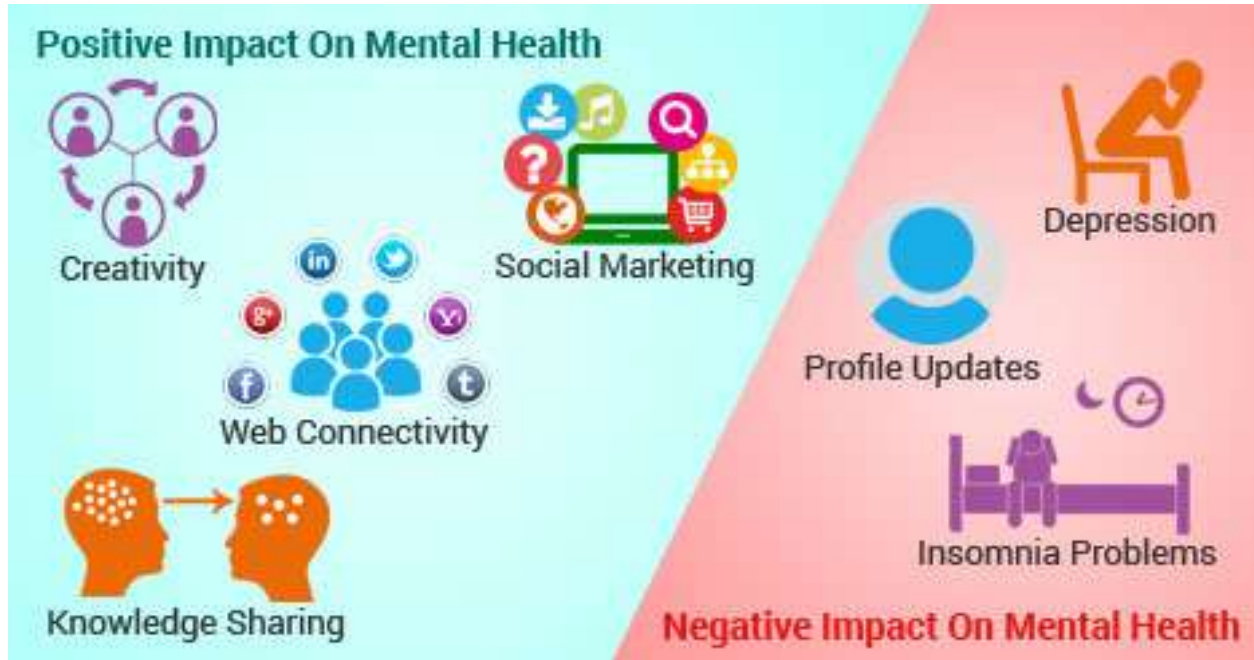 Positive Impact On Mental Health
Creativity
Social Marketing
in
g+
f
t
Web Connectivity
Knowledge Sharing
Depression
Profile Updates
Insomnia Problems
Negative Impact On Mental Health